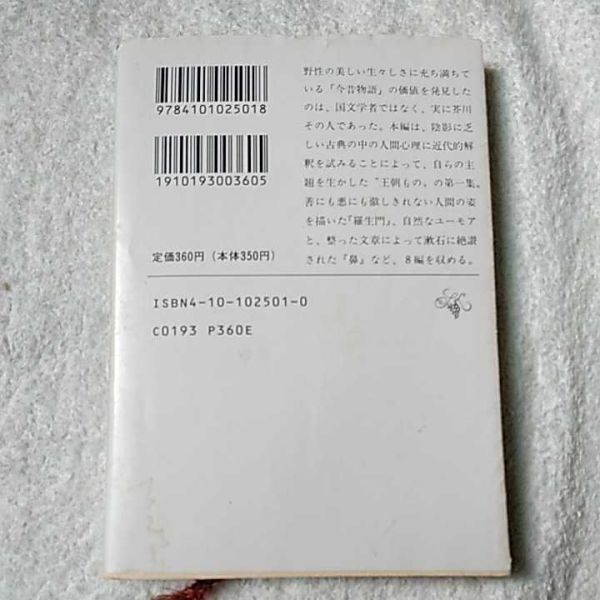 9784101025018
1910193003605
定価360円(本体350円)
野性の美しい生々しさに充ち満ちて
いる「今昔物語」の価値を発見した
のは、国文学者ではなく、実に芥川
その人であった。本編は、陰影に乏
しい古典の中の人間心理に近代的解
釈を試みることによって、自らの主
題を生かした〝王朝もの〟の第一集。
善にも悪にも徹しきれない人間の姿
を描いた『羅生門』、自然なユーモア
と、整った文章によって漱石に絶讃
された『鼻』など、8編を収める。
ISBN4-10-102501-0
C0193 P360E